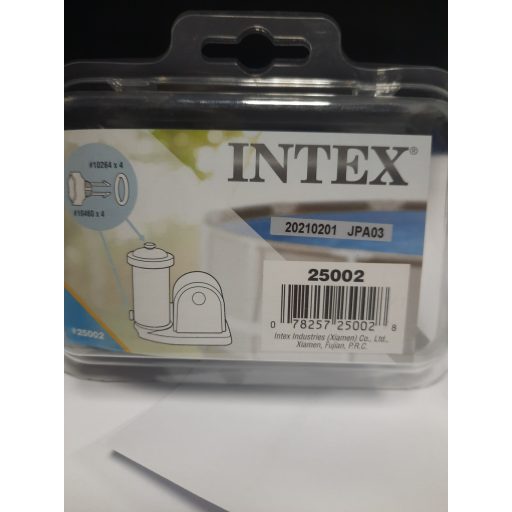 INTEX®
#10264 x 4
#10460 x 4
20210201 JPA03
25002
0 78257 25002 8
#25002
Intex Industries (Xiamen) Co., Ltd.,
Xiamen, Fujian, P.R.C.